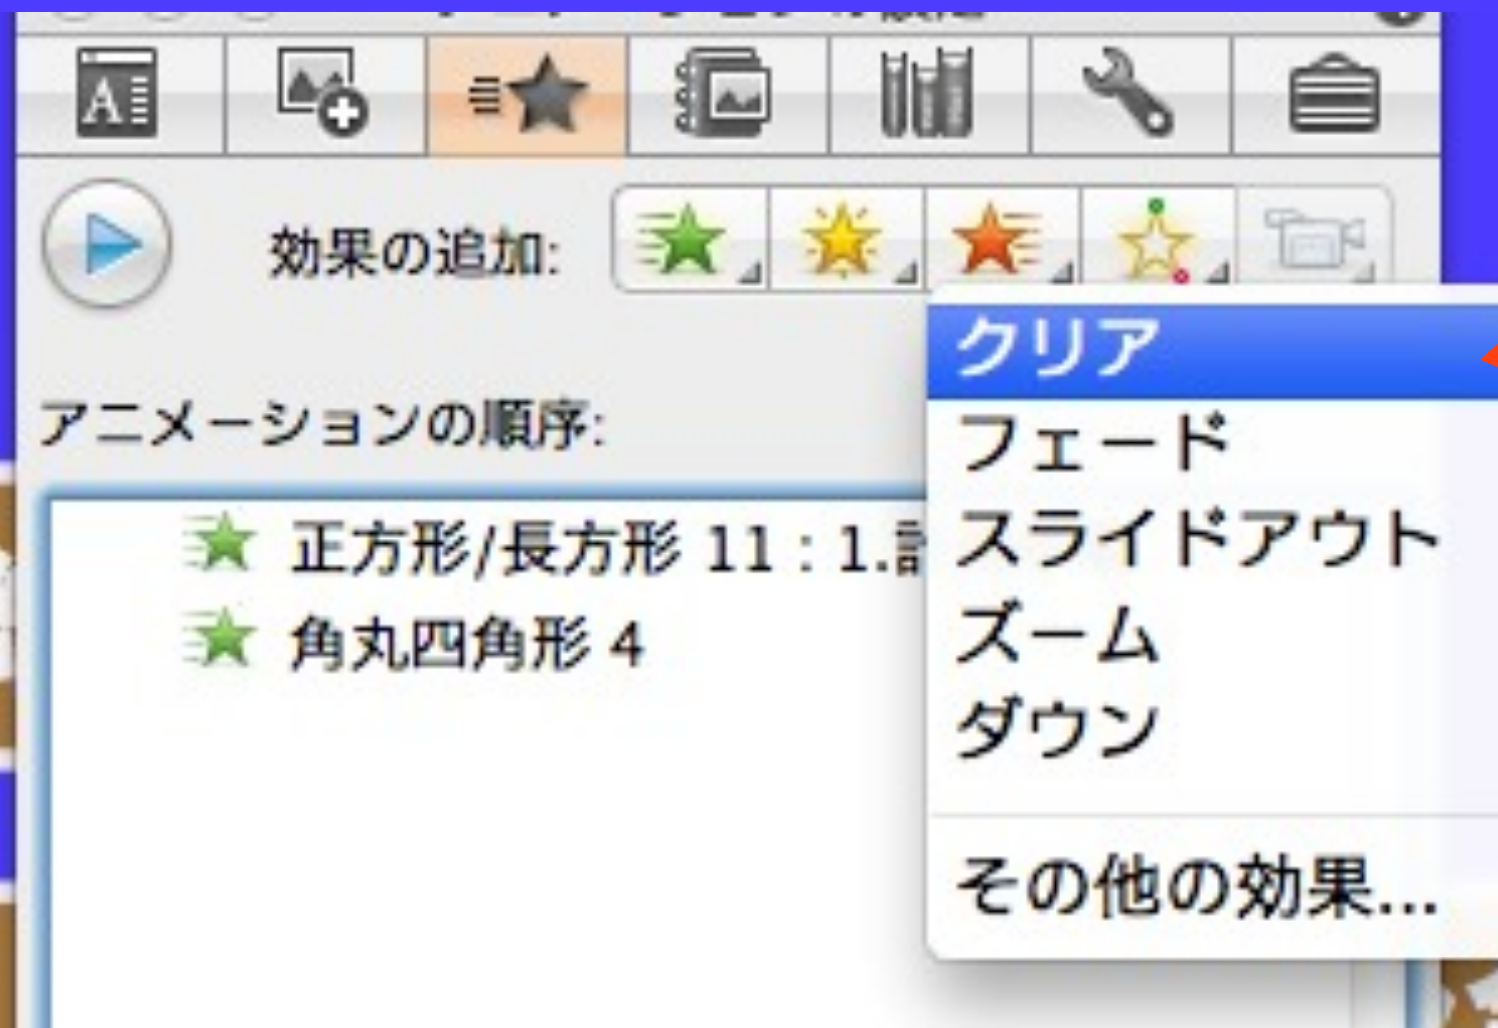 A
効果の追加:
クリア
アニメーションの順序:
フェード
スライドアウト
ズーム
ダウン
その他の効果...
正方形/長方形 11 : 1.
角丸四角形 4